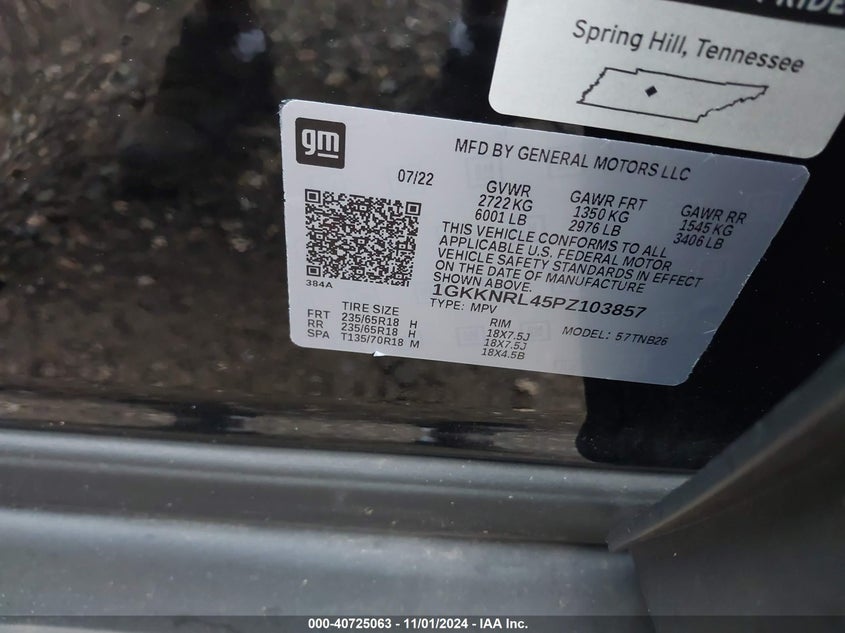 RIDE
Spring Hill, Tennessee
gm
MFD BY GENERAL MOTORS LLC
07/22
GVWR
2722 KG
6001 LB
GAWR FRT
1350 KG
2976 LB
GAWR RR
1545 KG
3406 LB
THIS VEHICLE CONFORMS TO ALL
APPLICABLE U.S. FEDERAL MOTOR
VEHICLE SAFETY STANDARDS IN EFFECT
ON THE DATE OF MANUFACTURE
SHOWN ABOVE.
384A
1GKKNRL45PZ103857
TYPE: MPV
MODEL: 57TNB26
TIRE SIZE
FRT 235/65R18 H
RR 235/65R18 H
SPA T135/70R18 M
RIM
18X7.5J
18X7.5J
18X4.5B
000-40725063 - 11/01/2024 - IAA Inc.